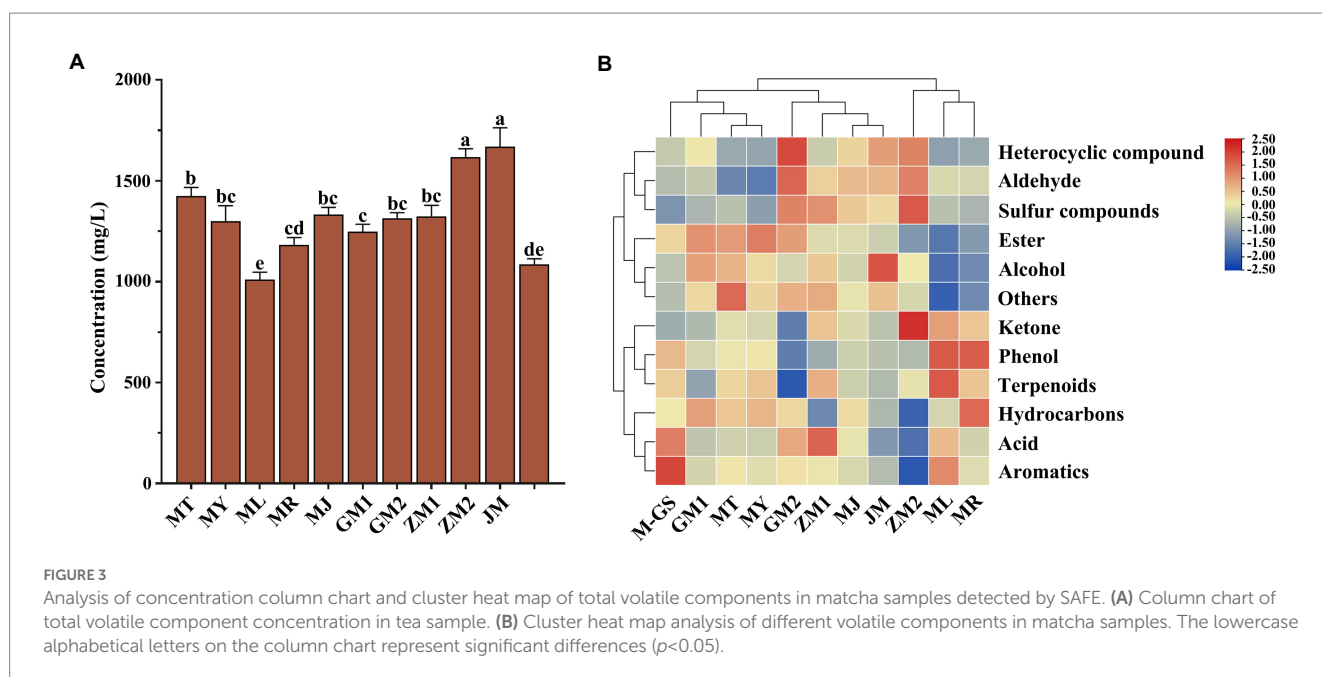 A
2000
1500
1000
500
0
Concentration (mg/L)
b
bc
e
cd
bc
c
bc
bc
a
a
de
MT
MY
ML
MR
MJ
GM1
GM2
ZM1
ZM2
JM
B
Heterocyclic compound
Aldehyde
Sulfur compounds
Ester
Alcohol
Others
Ketone
Phenol
Terpenoids
Hydrocarbons
Acid
Aromatics
M-GS
GM1
MT
MY
GM2
ZM1
MJ
JM
ZM2
ML
MR
2.50
2.00
1.50
1.00
0.50
0.00
-0.50
-1.00
-1.50
-2.00
-2.50
FIGURE 3
Analysis of concentration column chart and cluster heat map of total volatile components in matcha samples detected by SAFE. (A) Column chart of
total volatile component concentration in tea sample. (B) Cluster heat map analysis of different volatile components in matcha samples. The lowercase
alphabetical letters on the column chart represent significant differences (p<0.05).